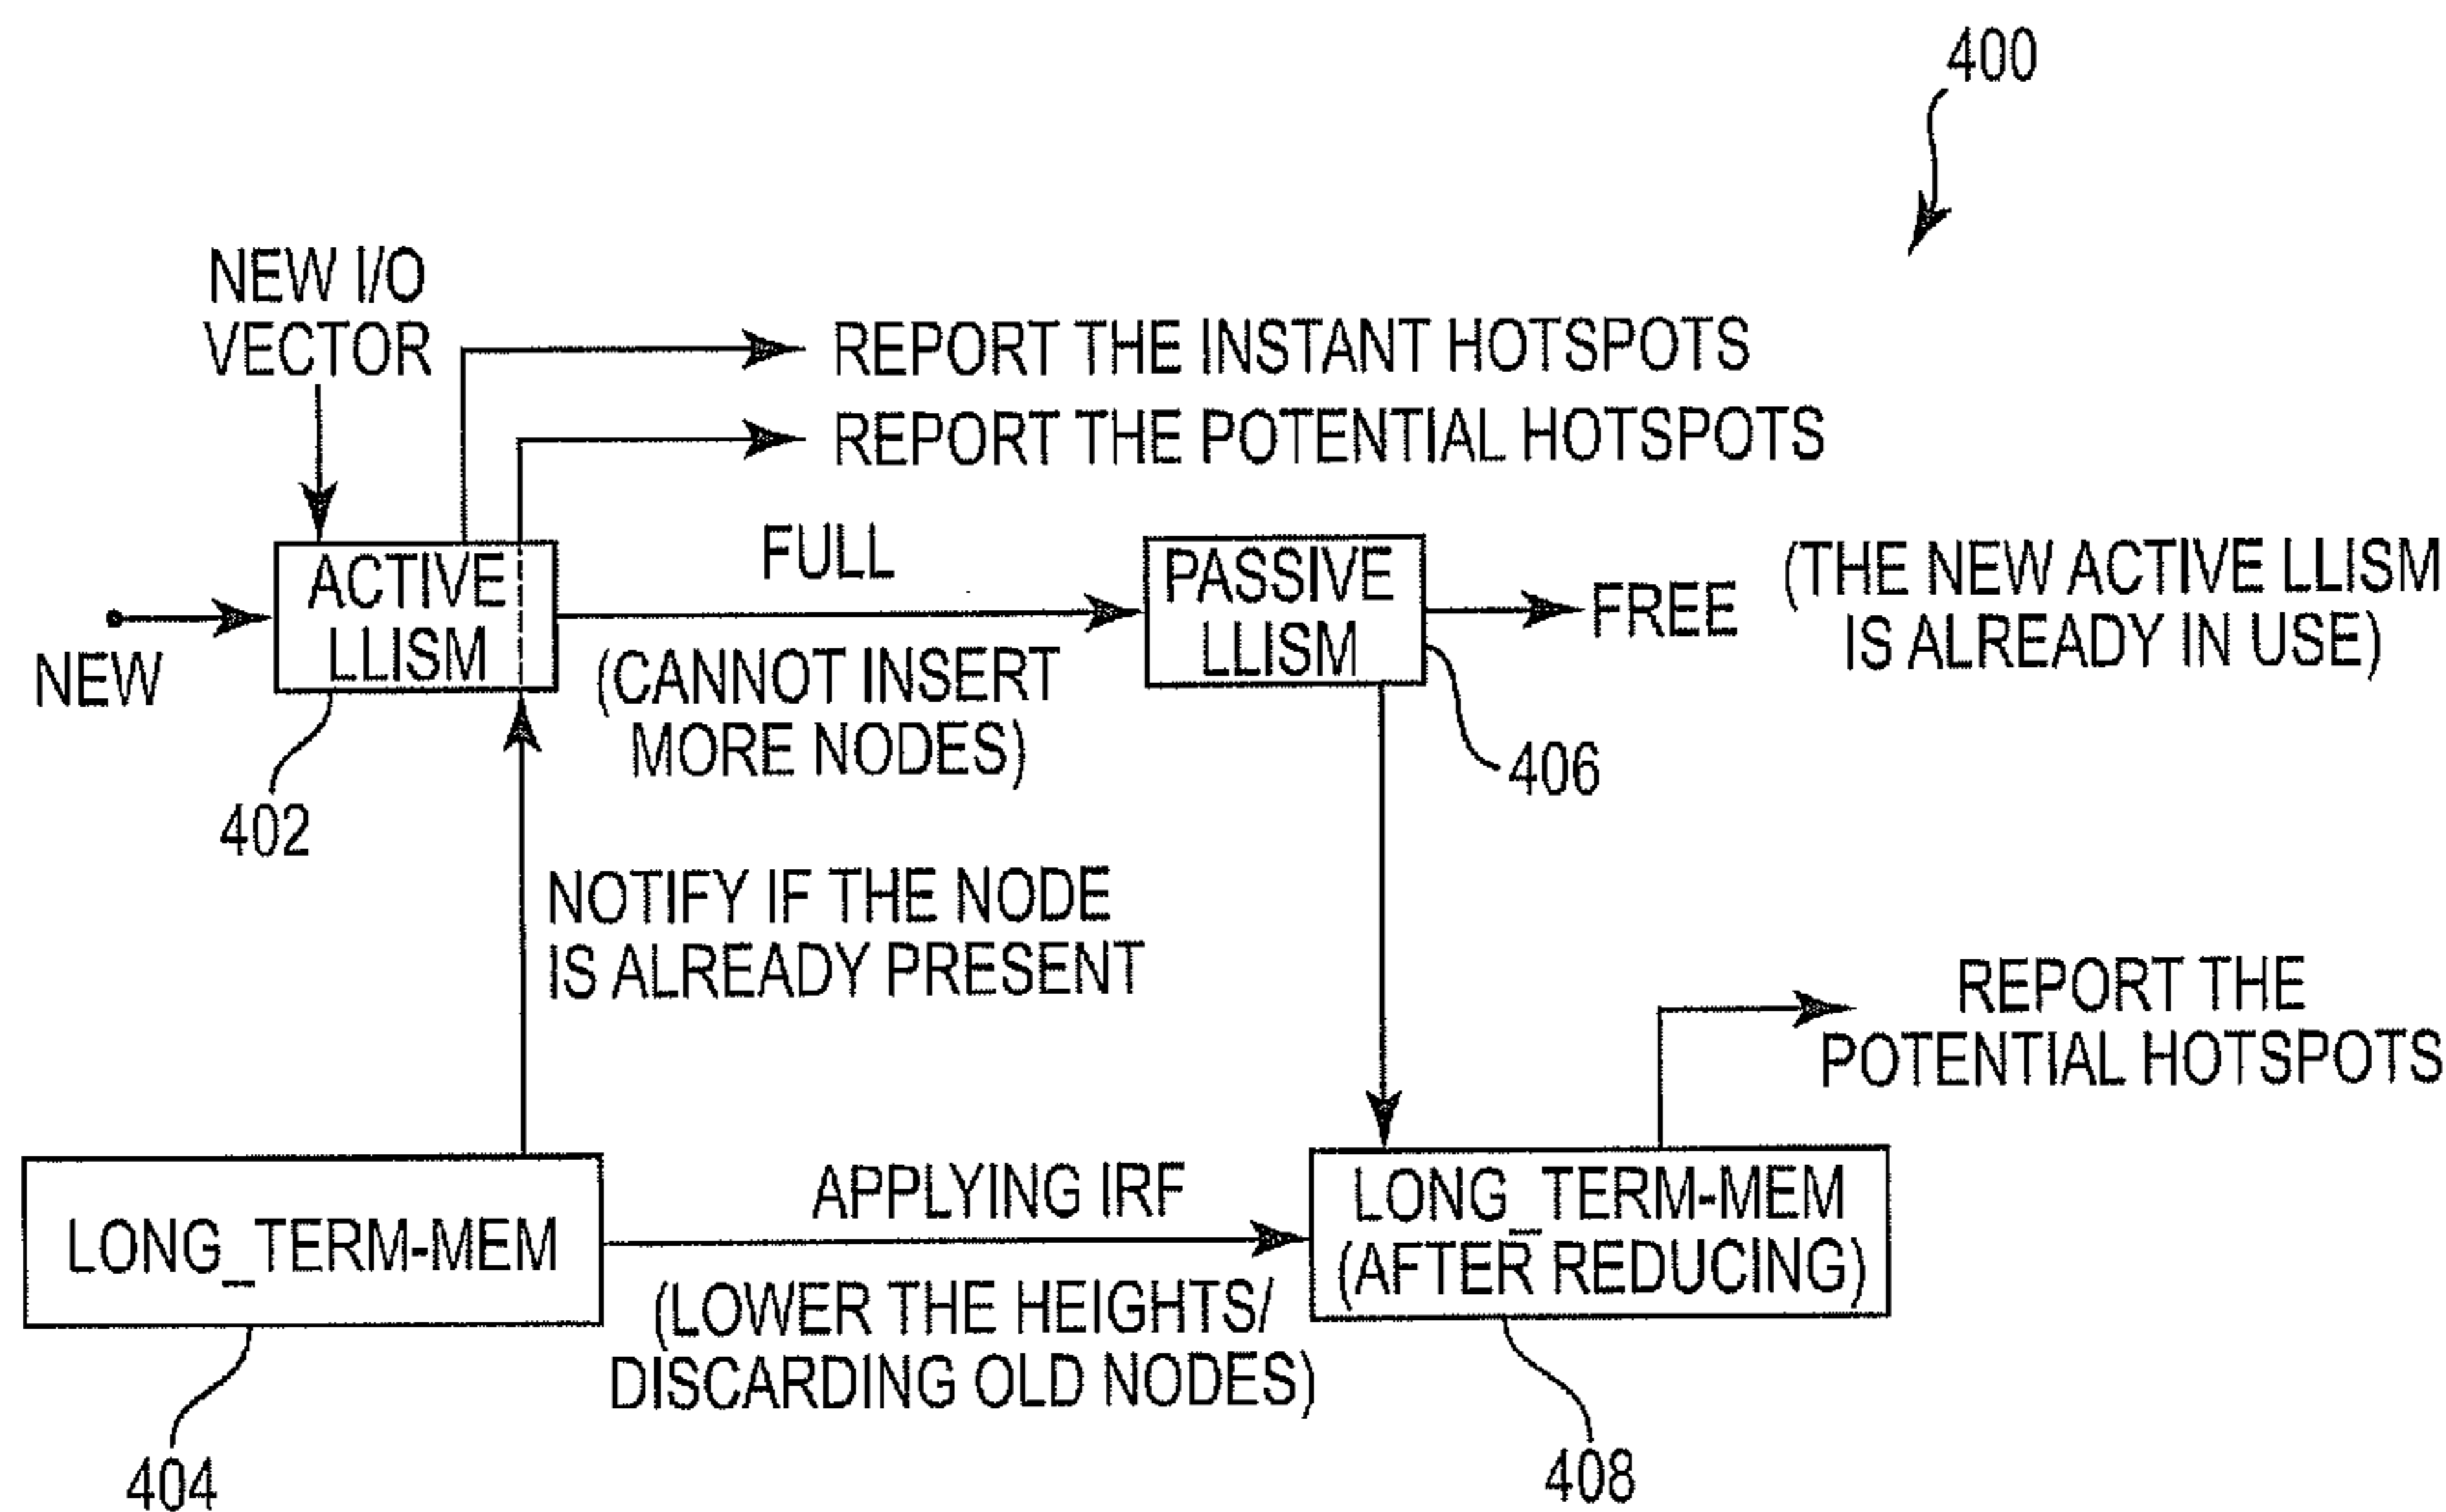 400
NEW I/O
VECTOR
REPORT THE INSTANT HOTSPOTS
REPORT THE POTENTIAL HOTSPOTS
NEW
ACTIVE
LLISM
402
FULL
(CANNOT INSERT
MORE NODES)
PASSIVE
LLISM
406
FREE
(THE NEW ACTIVE LLISM
IS ALREADY IN USE)
NOTIFY IF THE NODE
IS ALREADY PRESENT
REPORT THE
POTENTIAL HOTSPOTS
LONG_TERM-MEM
404
APPLYING IRF
(LOWER THE HEIGHTS/
DISCARDING OLD NODES)
LONG_TERM-MEM
(AFTER REDUCING)
408